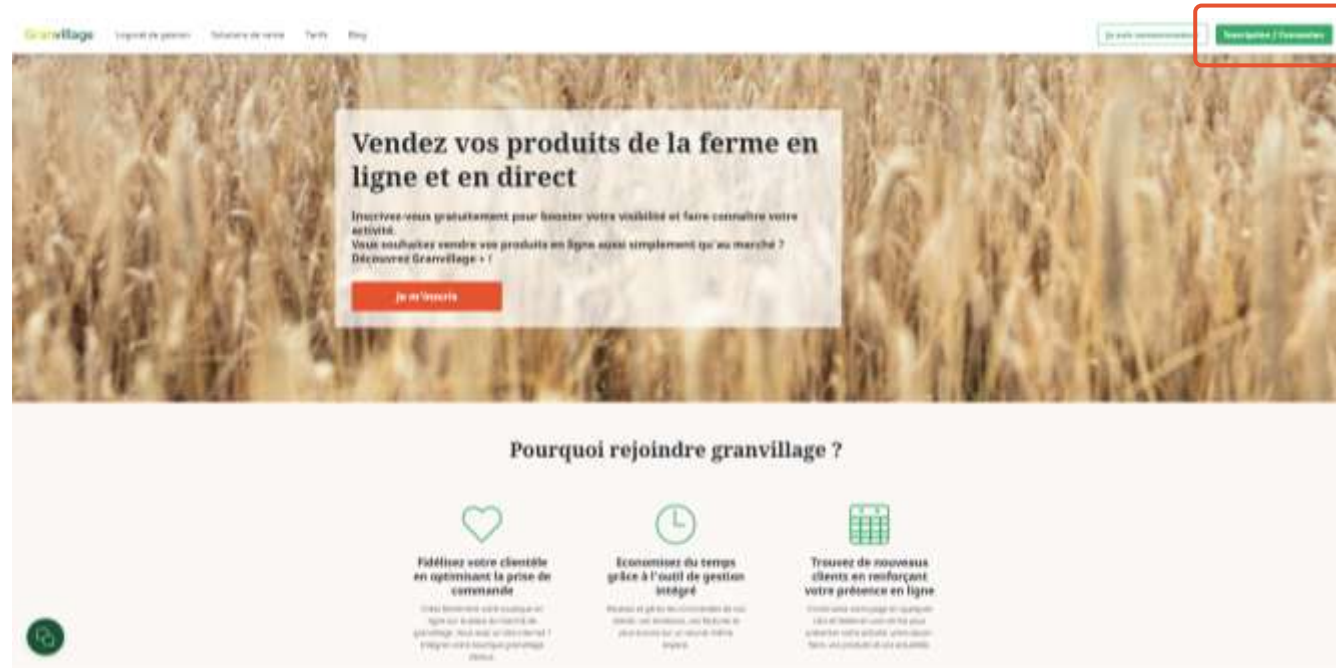 Granvillage
Logiciel de gestion
Solutions de vente
Tarifs
Blog
Je suis consommateur
Inscription / Connexion
Vendez vos produits de la ferme en
ligne et en direct
Inscrivez-vous gratuitement pour booster votre visibilité et faire connaître votre
activité.
Vous souhaitez vendre vos produits en ligne aussi simplement qu'au marché ?
Découvrez Granvillage + !
Je m'inscris
Pourquoi rejoindre granvillage ?
Fidélisez votre clientèle
en optimisant la prise de
commande
Economisez du temps
grâce à l'outil de gestion
intégré
Trouvez de nouveaux
clients en renforçant
votre présence en ligne